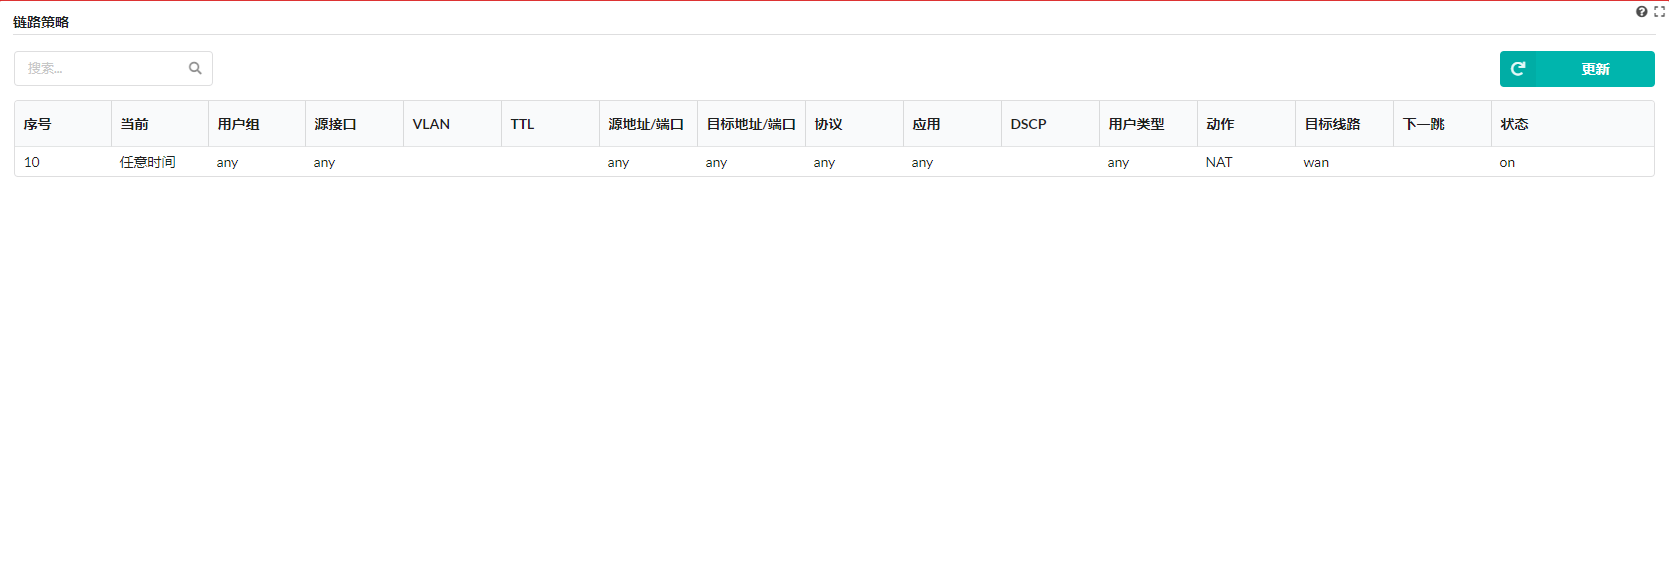 链路策略
搜索...
更新
序号 当前 用户组 源接口 VLAN TTL 源地址/端口 目标地址/端口 协议 应用 DSCP 用户类型 动作 目标线路 下一跳 状态
10 任意时间 any any any any any any any NAT wan on